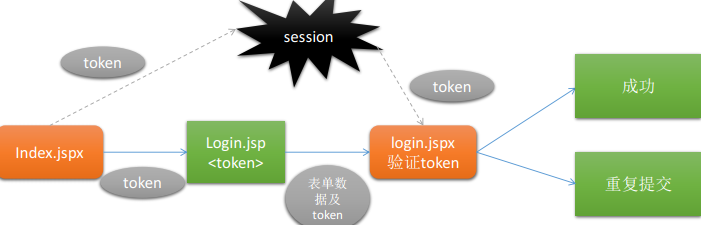 session
token
token
成功
Index.jspx
Login.jsp
<token>
login.jspx
验证token
token
表单数
据及
token
重复提交